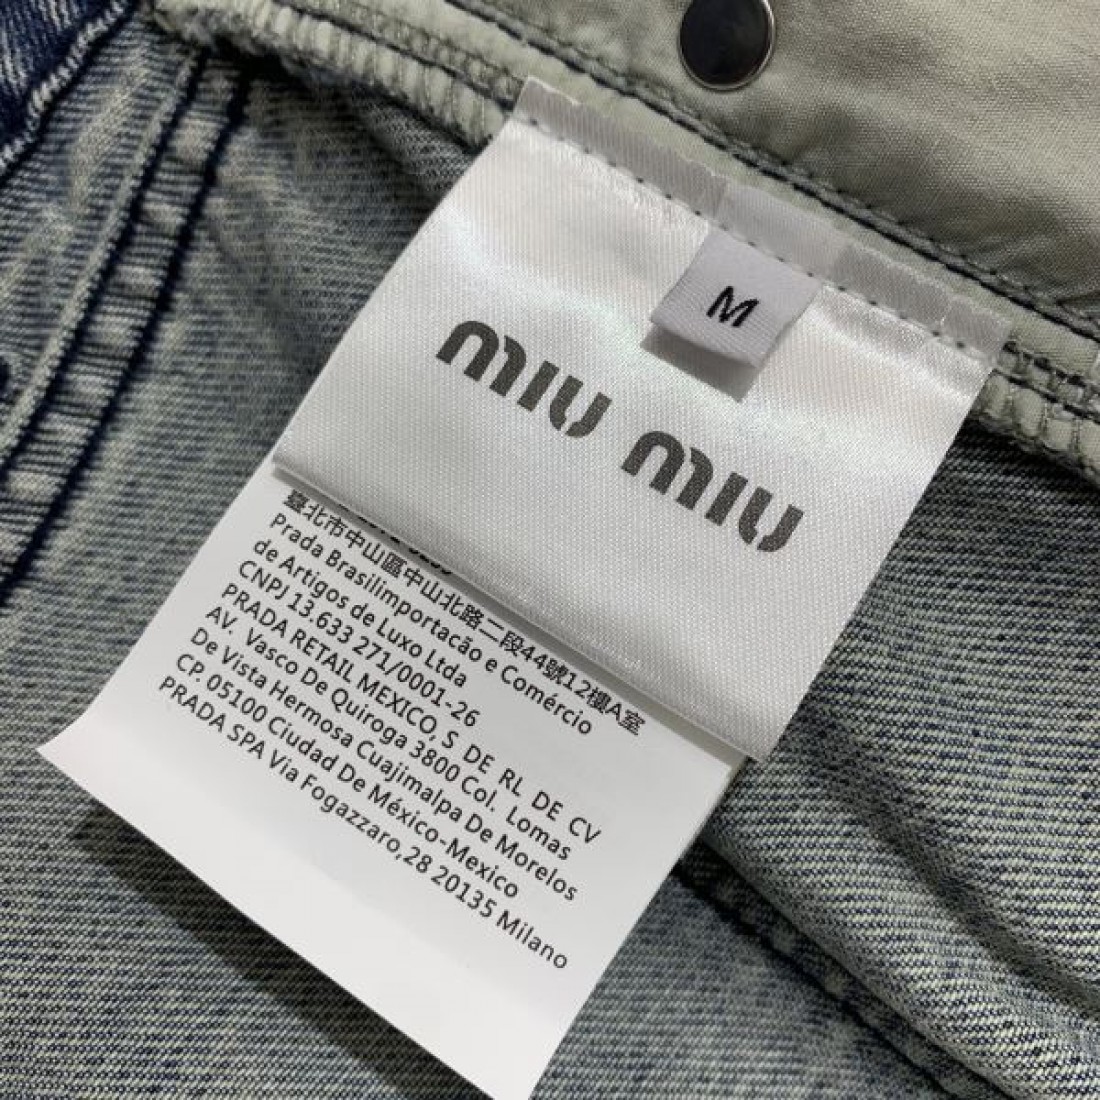 M
miu miu
臺北市中山區中山北路二段44號12樓A室
Prada Brasilimportacão e Comércio
de Artigos de Luxo Ltda
CNPJ 13.633 271/0001-26
PRADA RETAIL MEXICO, S DE RL DE CV
AV. Vasco De Quiroga 3800 Col. Lomas
De Vista Hermosa Cuajimalpa De Morelos
CP. 05100 Ciudad De México-Mexico
PRADA SPA Via Fogazzaro,28 20135 Milano